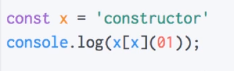 const x = 'constructor'
console.log(x[x](01));